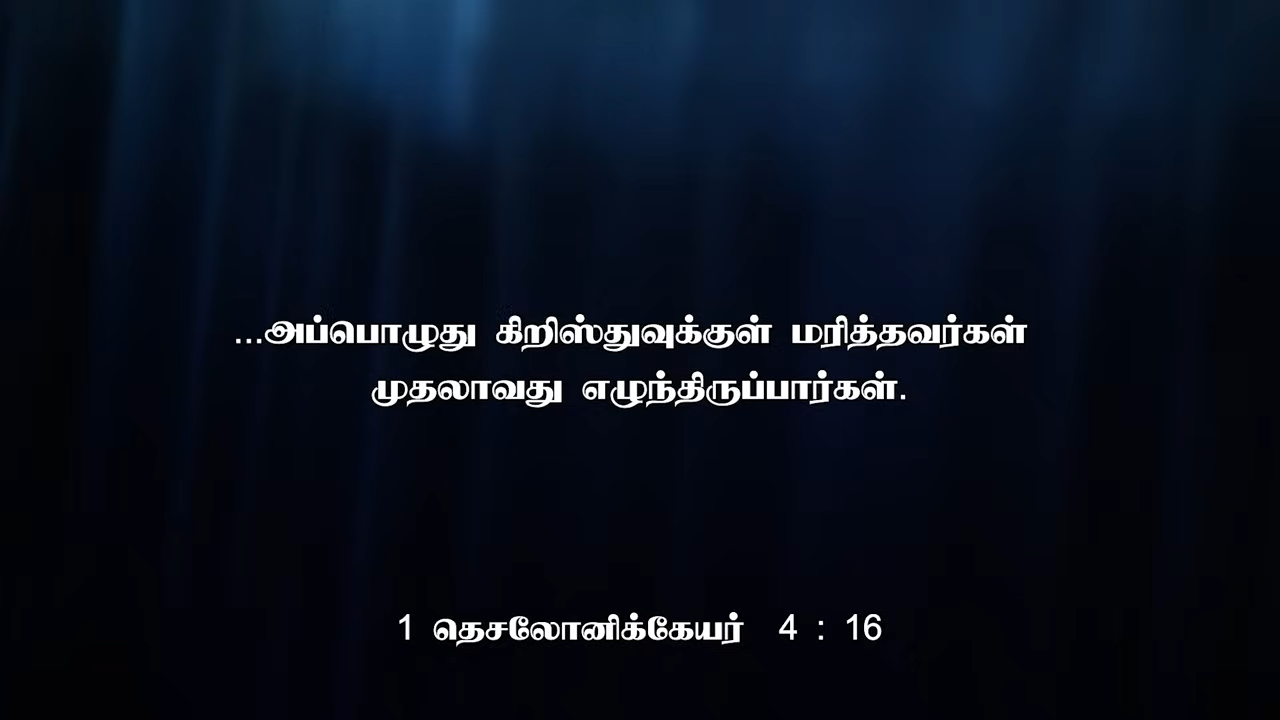 ...அப்பொழுது கிறிஸ்துவுக்குள் மரித்தவர்கள்
முதலாவது எழுந்திருப்பார்கள்.
1 தெசலோனிக்கேயர் 4 : 16